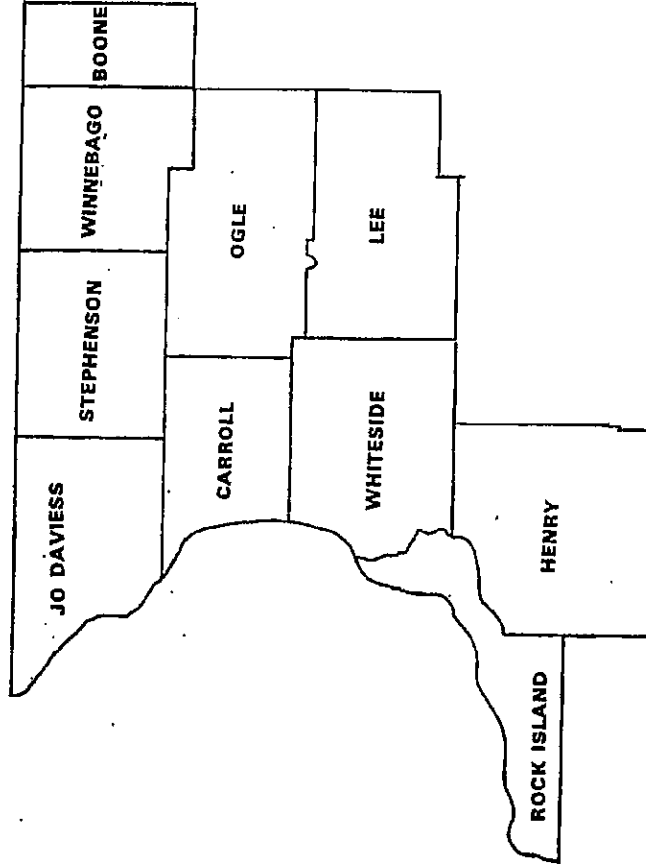 JO DAVIESS
STEPHENSON
WINNEBAGO
BOONE
CARROLL
OGLE
WHITESIDE
LEE
ROCK ISLAND
HENRY